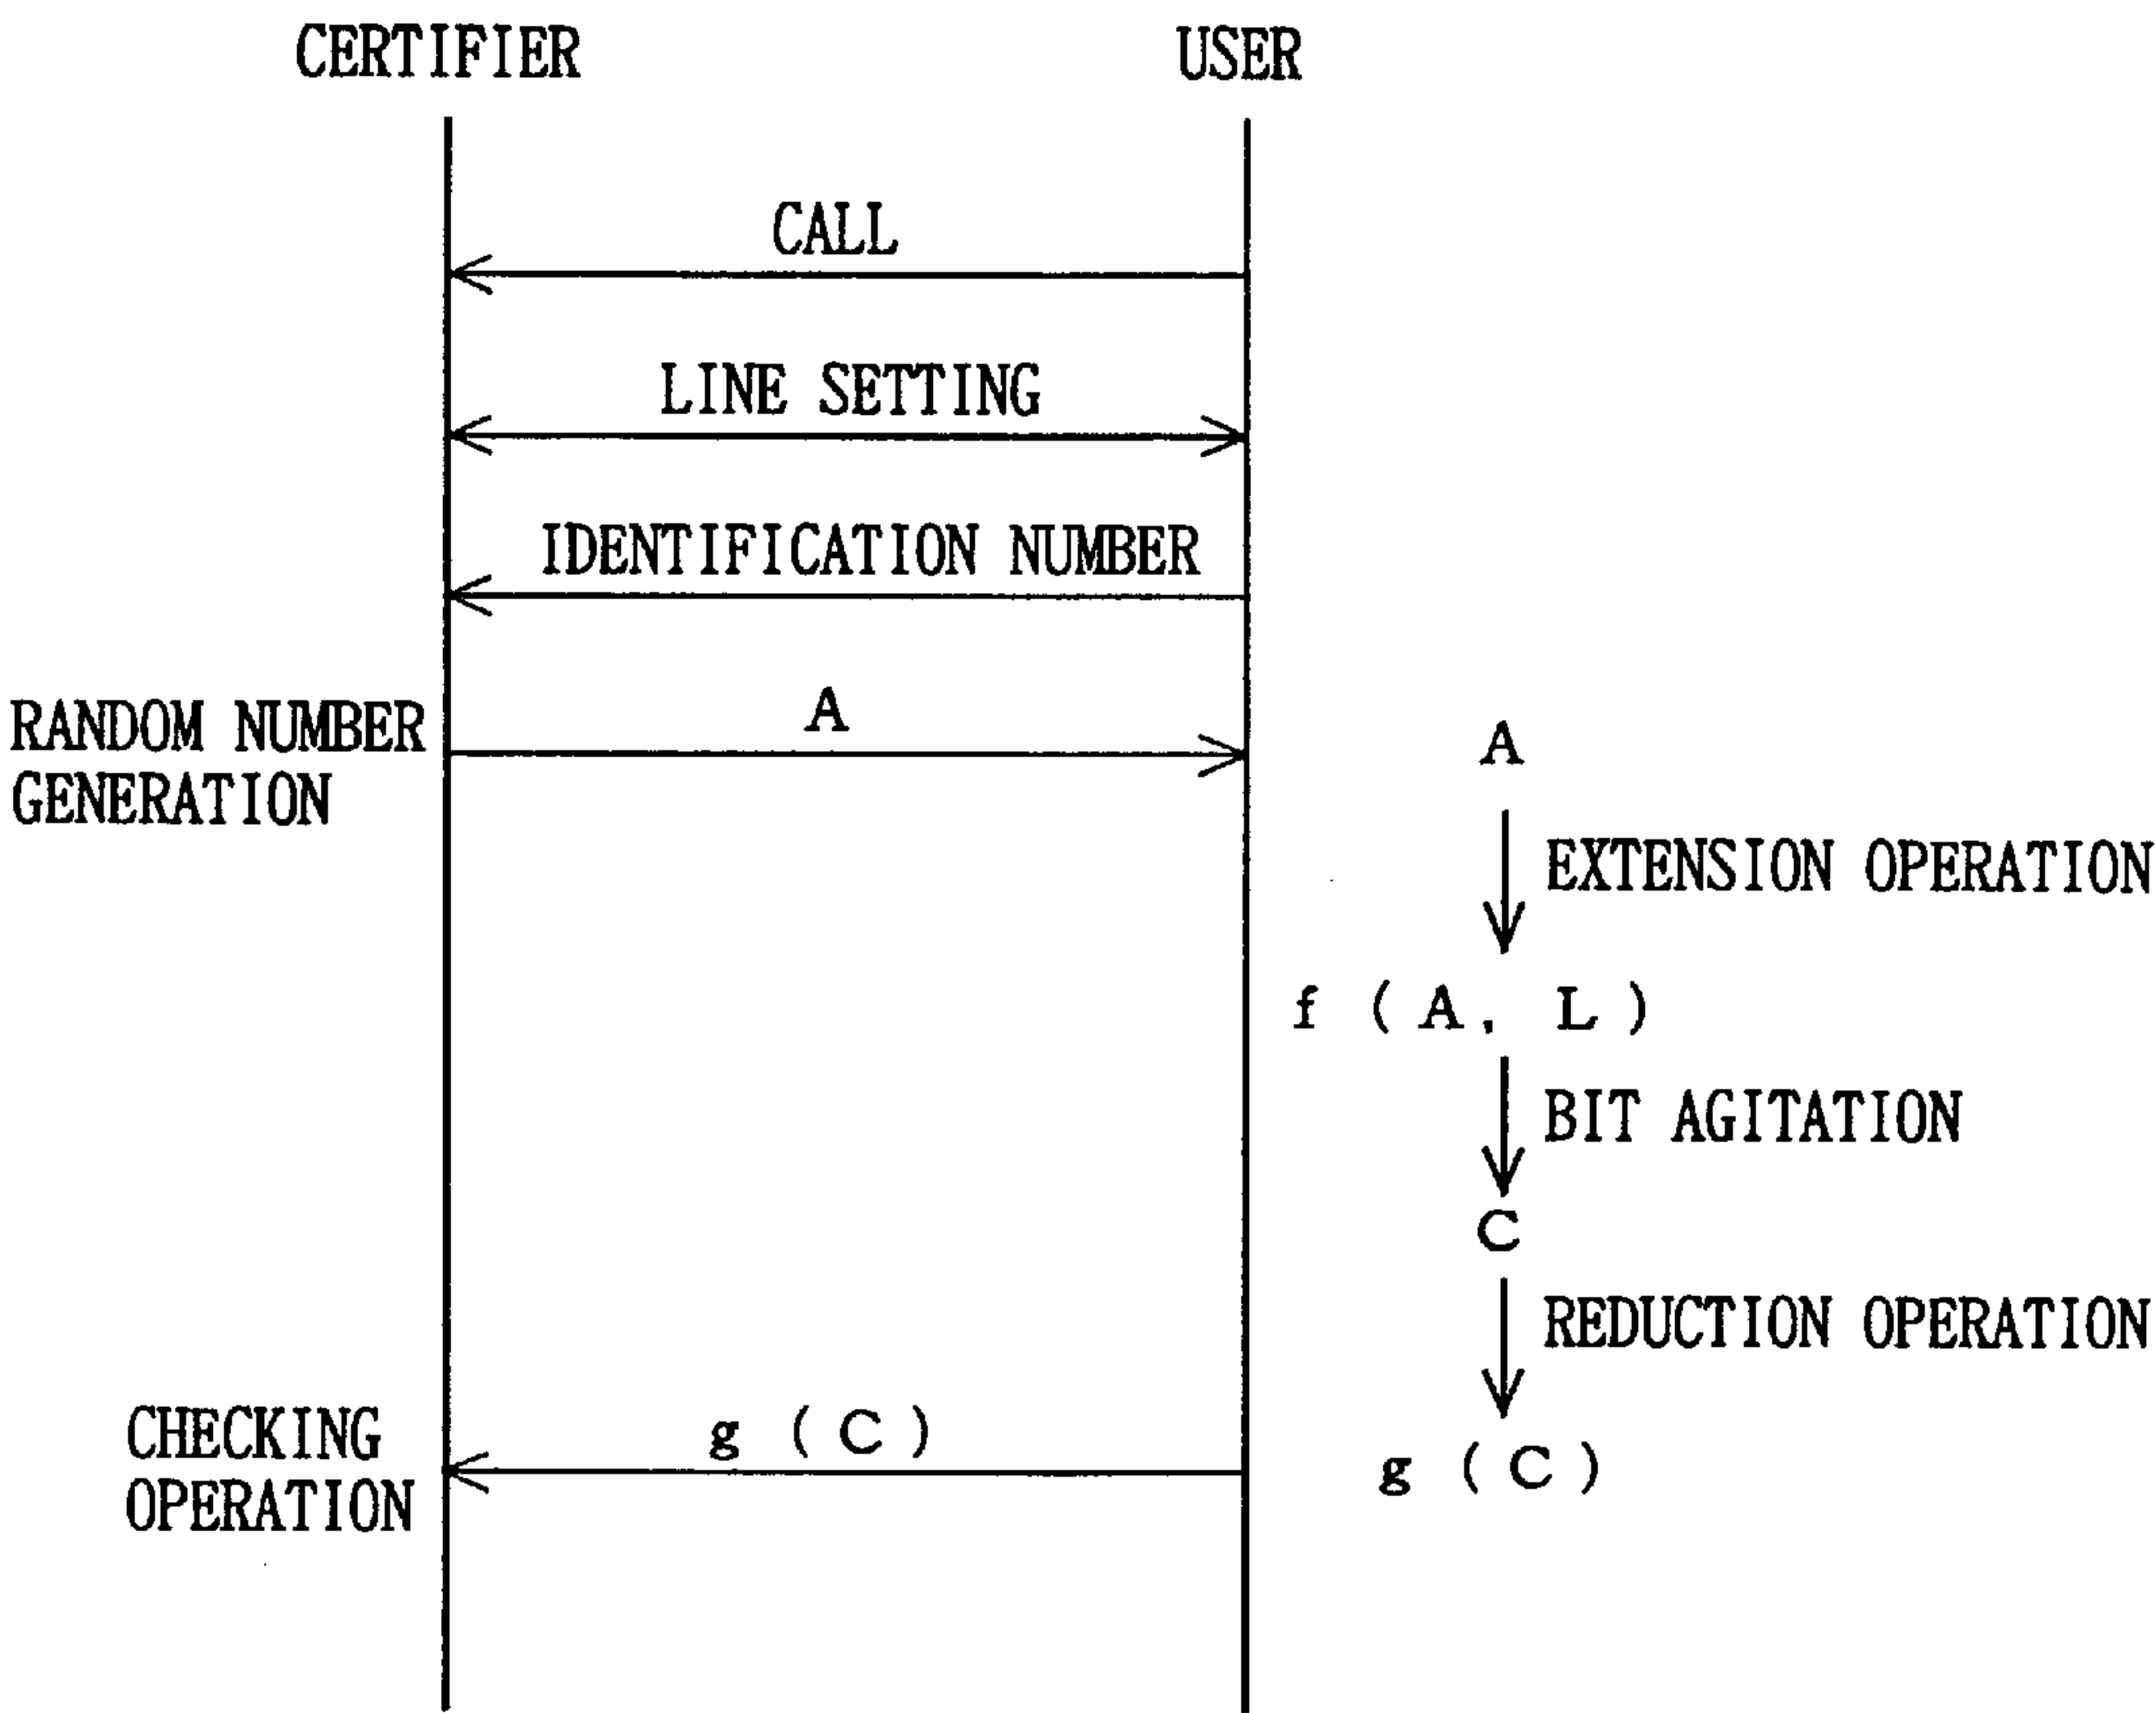 CERTIFIER
USER
CALL
LINE SETTING
IDENTIFICATION NUMBER
RANDOM NUMBER
GENERATION
A
A
EXTENSION OPERATION
f ( A, L )
BIT AGITATION
C
REDUCTION OPERATION
CHECKING
OPERATION
g ( C )
g ( C )